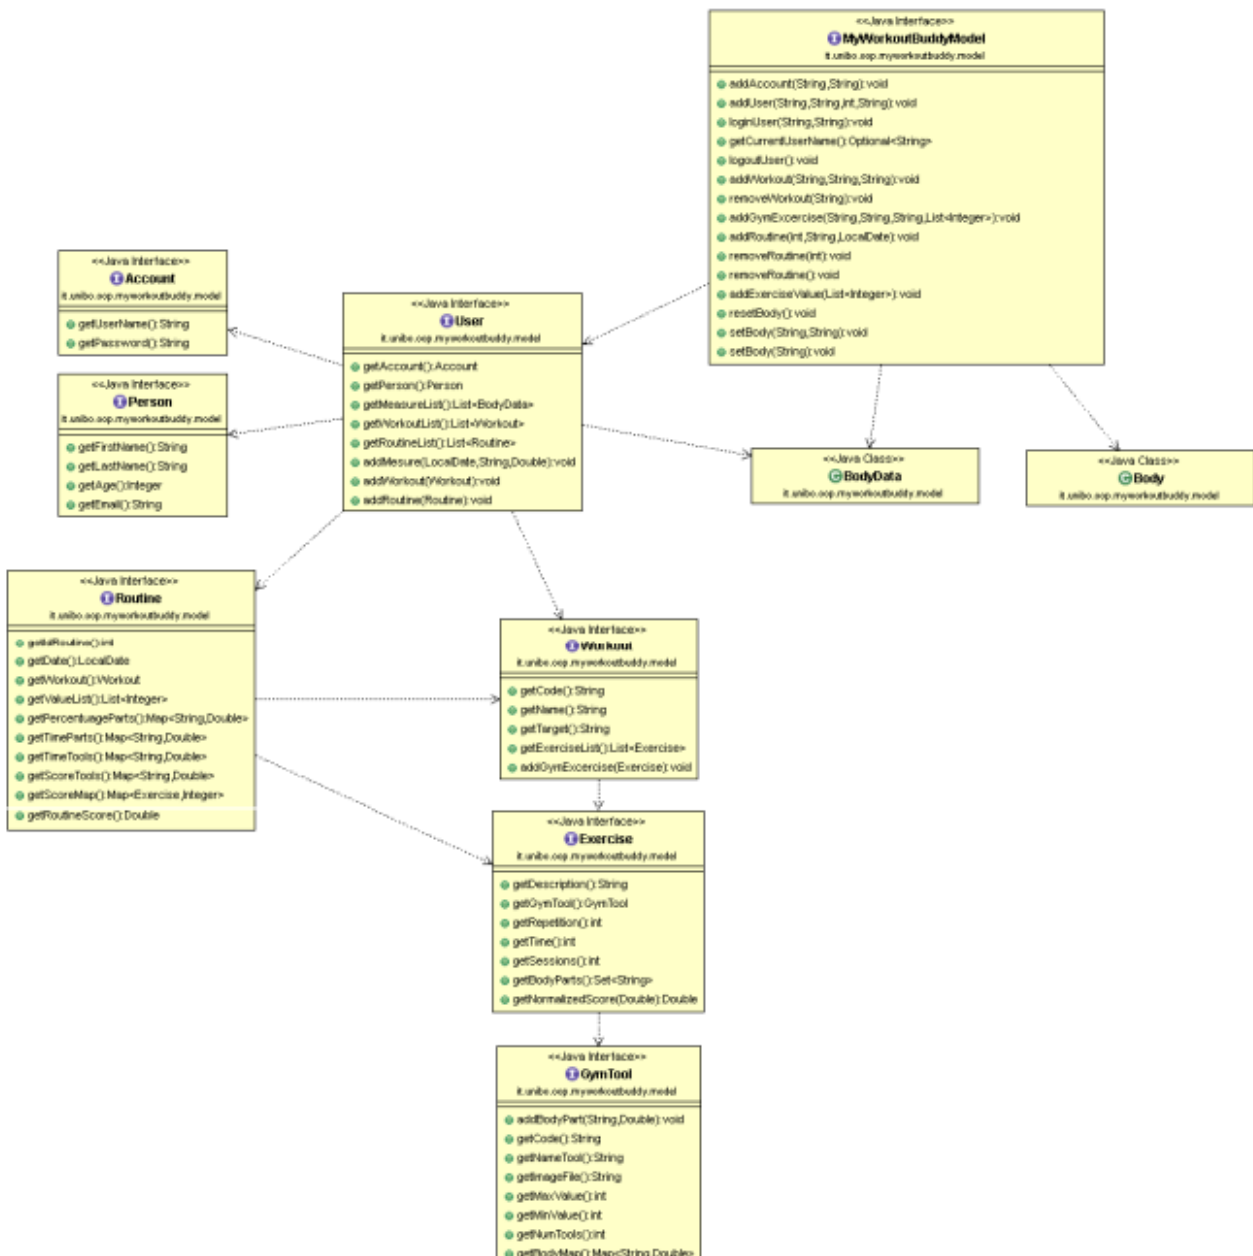 <<Java Interface>>
MyWorkoutBuddyModel
it.unibo.oop.myworkoutbuddy.model
addAccount(String,String):void
addUser(String,String,int,String):void
loginUser(String,String):void
getCurrentUserName():Optional<String>
logoutUser():void
addWorkout(String,String,String):void
removeWorkout(String):void
addGymExcercise(String,String,String,List<Integer>):void
addRoutine(int,String,LocalDate):void
removeRoutine(int):void
removeRoutine():void
addExerciseValue(List<Integer>):void
resetBody():void
setBody(String,String):void
setBody(String):void
<<Java Interface>>
Account
it.unibo.oop.myworkoutbuddy.model
getUserName():String
getPassword():String
<<Java Interface>>
User
it.unibo.oop.myworkoutbuddy.model
getAccount():Account
getPerson():Person
getMeasureList():List<BodyData>
getWorkoutList():List<Workout>
getRoutineList():List<Routine>
addMesure(LocalDate,String,Double):void
addWorkout(Workout):void
addRoutine(Routine):void
<<Java Interface>>
Person
it.unibo.oop.myworkoutbuddy.model
getFirstName():String
getLastName():String
getAge():Integer
getEmail():String
<<Java Class>>
BodyData
it.unibo.oop.myworkoutbuddy.model
<<Java Class>>
Body
it.unibo.oop.myworkoutbuddy.model
<<Java Interface>>
Routine
it.unibo.oop.myworkoutbuddy.model
getIdRoutine():int
getDate():LocalDate
getWorkout():Workout
getValueList():List<Integer>
getPercentuageParts():Map<String,Double>
getTimeParts():Map<String,Double>
getTimeTools():Map<String,Double>
getScoreTools():Map<String,Double>
getScoreMap():Map<Exercise,Integer>
getRoutineScore():Double
<<Java Interface>>
Workout
it.unibo.oop.myworkoutbuddy.model
getCode():String
getName():String
getTarget():String
getExerciseList():List<Exercise>
addGymExcercise(Exercise):void
<<Java Interface>>
Exercise
it.unibo.oop.myworkoutbuddy.model
getDescription():String
getGymTool():GymTool
getRepetition():int
getTime():int
getSessions():int
getBodyParts():Set<String>
getNormalizedScore(Double):Double
<<Java Interface>>
GymTool
it.unibo.oop.myworkoutbuddy.model
addBodyPart(String,Double):void
getCode():String
getNameTool():String
getImageFile():String
getMaxValue():int
getMinValue():int
getNumTools():int
getBodyMap():Map<String,Double>